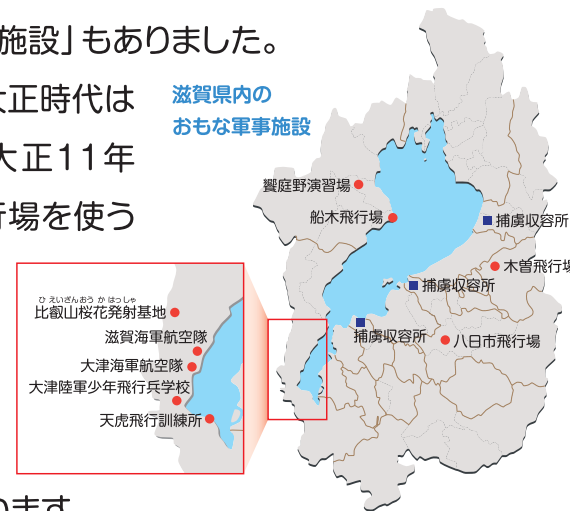 施設」もありました。
大正時代は
大正11年
行場を使う
滋賀県内の
おもな軍事施設
饗庭野演習場
船木飛行場
捕虜収容所
木曽飛行場
捕虜収容所
捕虜収容所
八日市飛行場
ひえいざんおうかはっしゃ
比叡山桜花発射基地
滋賀海軍航空隊
大津海軍航空隊
大津陸軍少年飛行兵学校
天虎飛行訓練所
ります